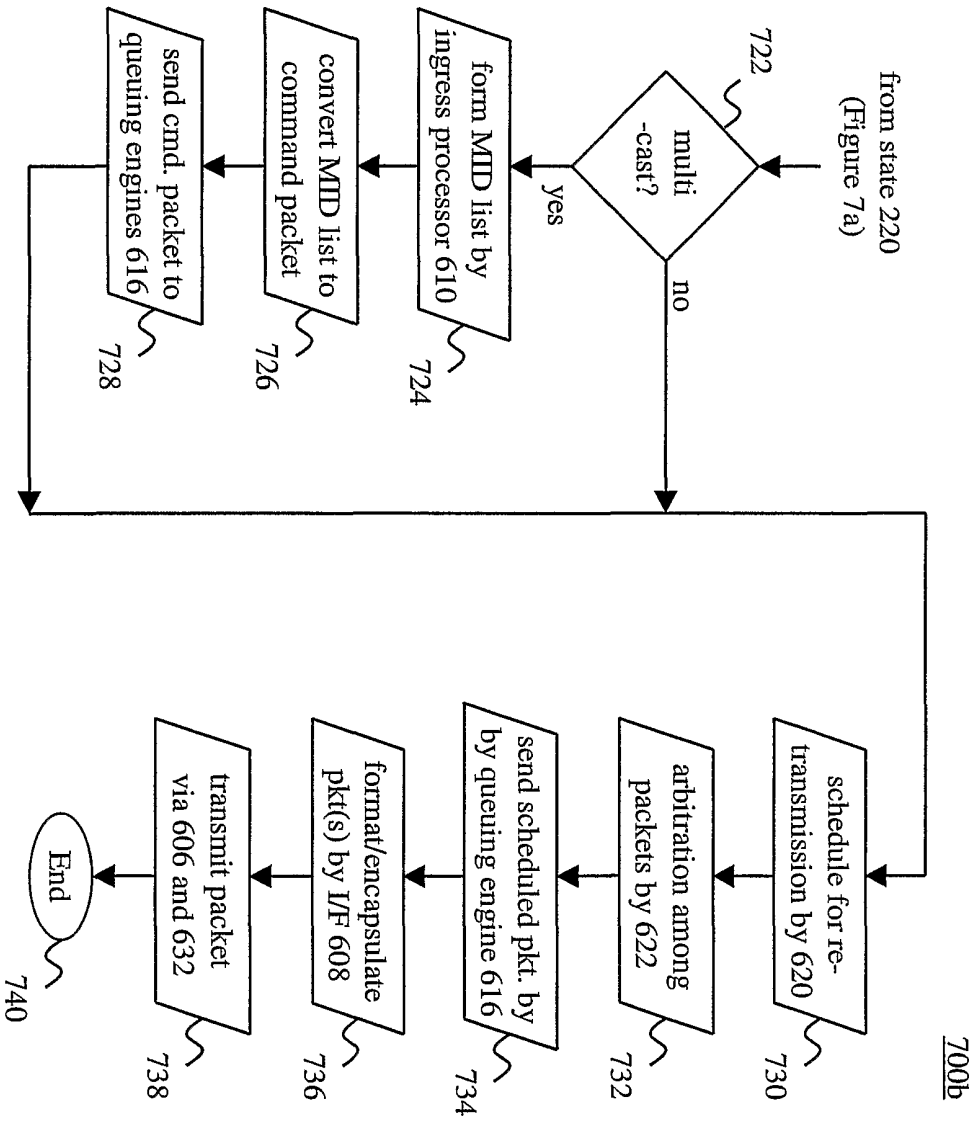 700b
from state 220
(Figure 7a)
722
multi
-cast?
no
yes
form MID list by
ingress processor 610
724
convert MID list to
command packet
726
send cmd. packet to
queuing engines 616
728
schedule for re-
transmission by 620
730
arbitration among
packets by 622
732
send scheduled pkt. by
by queuing engine 616
734
format/encapsulate
pkt(s) by I/F 608
736
transmit packet
via 606 and 632
738
End
740